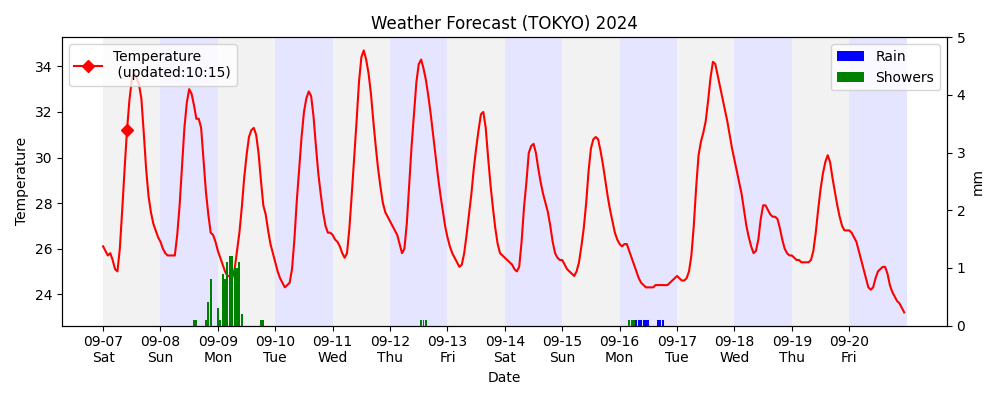 Weather Forecast (TOKYO) 2024
Temperature
(updated:10:15)
Rain
Showers
Temperature
34
32
30
28
26
24
5
4
3
2
1
0
mm
09-07 09-08 09-09 09-10 09-11 09-12 09-13 09-14 09-15 09-16 09-17 09-18 09-19 09-20
Sat Sun Mon Tue Wed Thu Fri Sat Sun Mon Tue Wed Thu Fri
Date